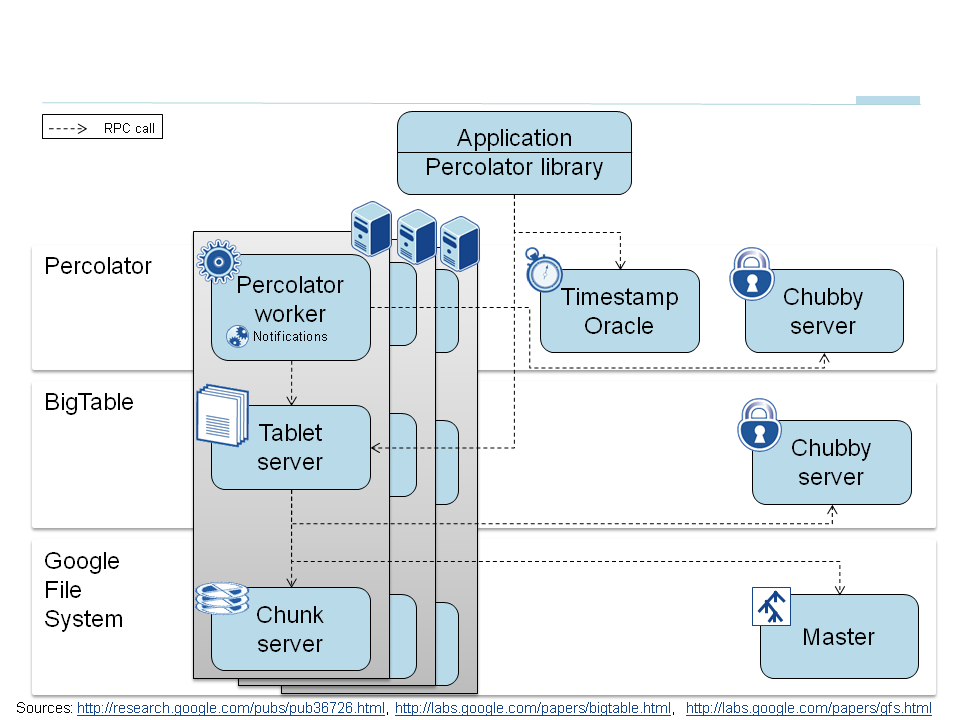 RPC call
Application
Percolator library
Percolator
Percolator
worker
Notifications
Timestamp
Oracle
Chubby
server
BigTable
Tablet
server
Chubby
server
Google
File
System
Chunk
server
Master
Sources: http://research.google.com/pubs/pub36726.html, http://labs.google.com/papers/bigtable.html, http://labs.google.com/papers/gfs.html